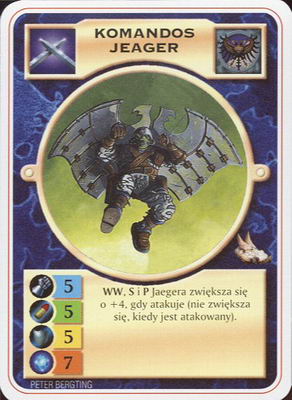 KOMANDOS
JEAGER
WW, S i P Jaegera zwiększa się
o +4, gdy atakuje (nie zwiększa
się, kiedy jest atakowany).
5
5
5
7
PETER BERGTING